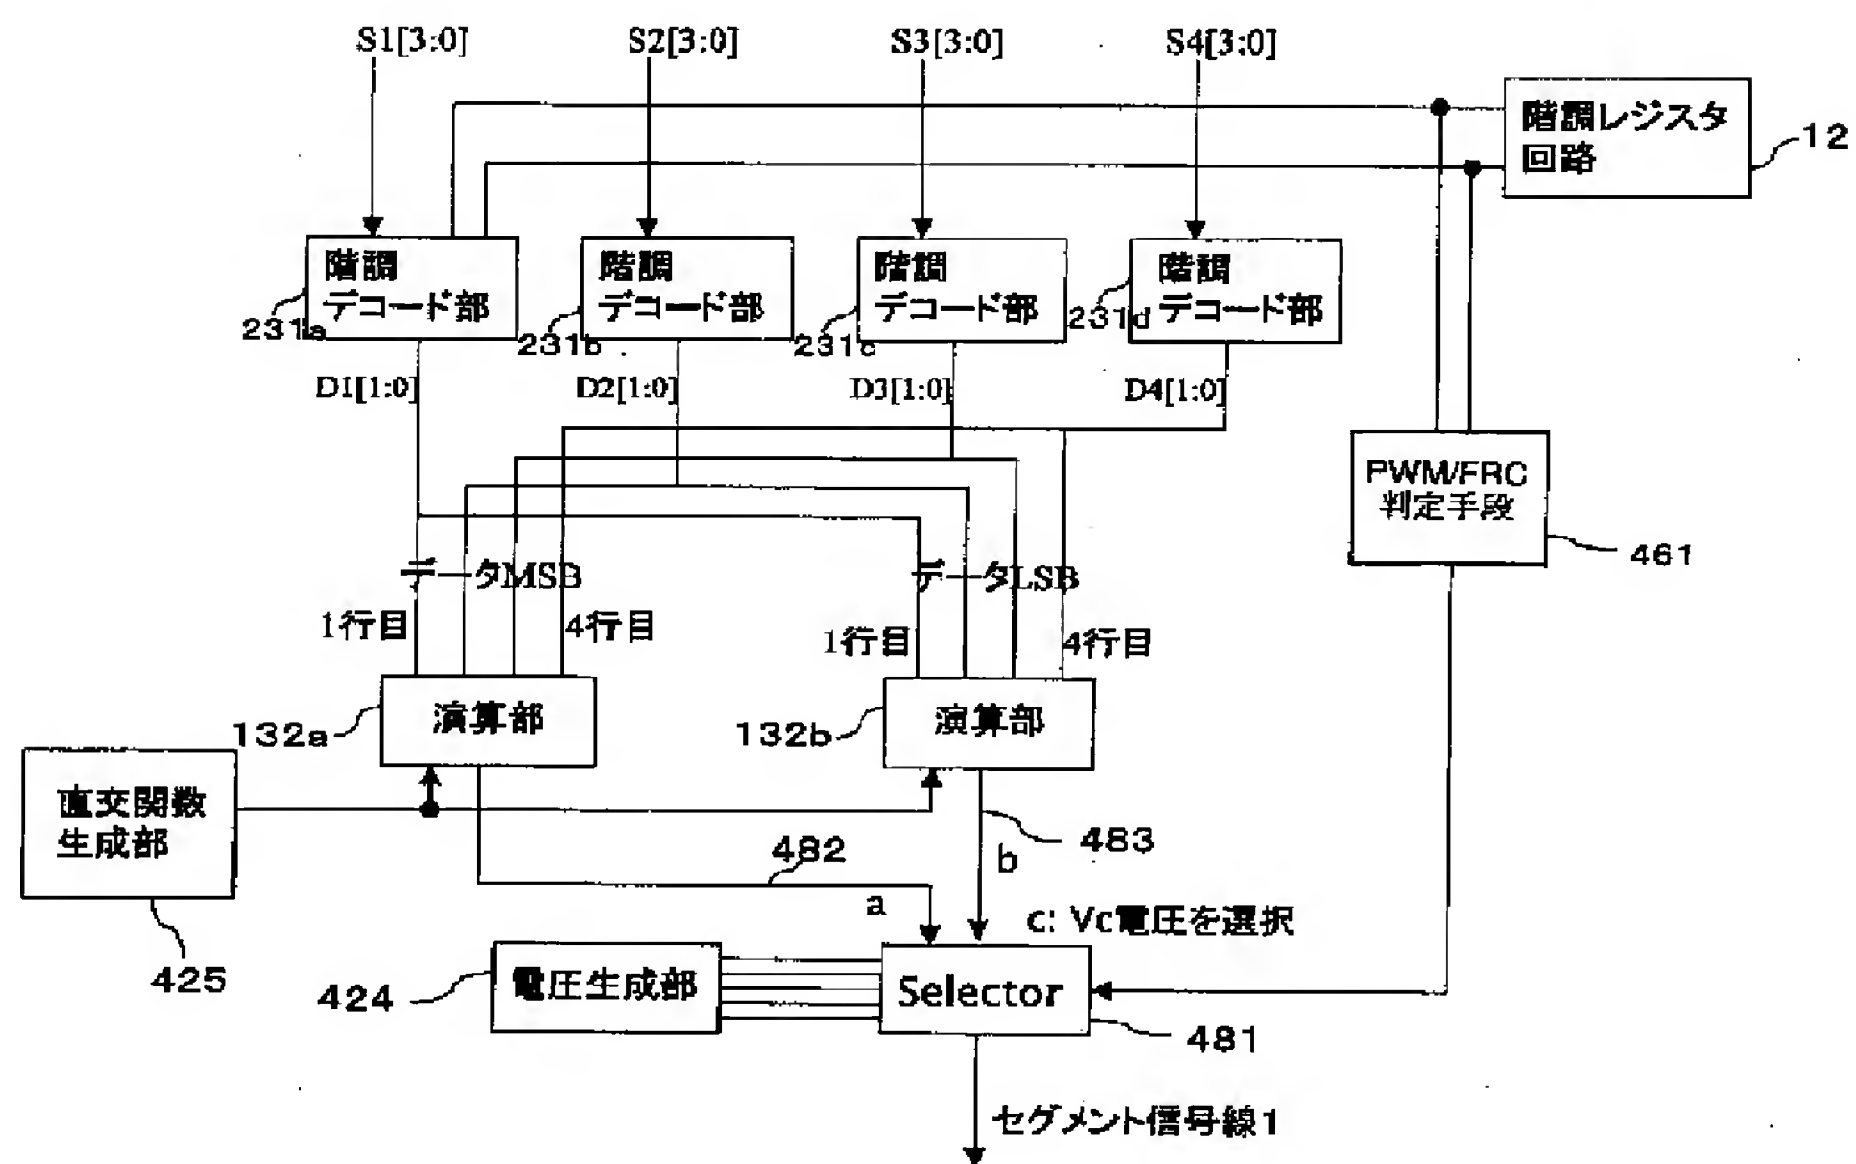 S1[3:0]
S2[3:0]
S3[3:0]
S4[3:0]
階調レジスタ
回路
12
階調
デコード部
231a
階調
デコード部
231b
階調
デコード部
231c
階調
デコード部
231d
D1[1:0]
D2[1:0]
D3[1:0]
D4[1:0]
PWM/FRC
判定手段
461
データMSB
データLSB
1行目
4行目
1行目
4行目
演算部
132a
演算部
132b
直交関数
生成部
425
482
483
a
b
c: Vc電圧を選択
電圧生成部
424
Selector
481
セグメント信号線1